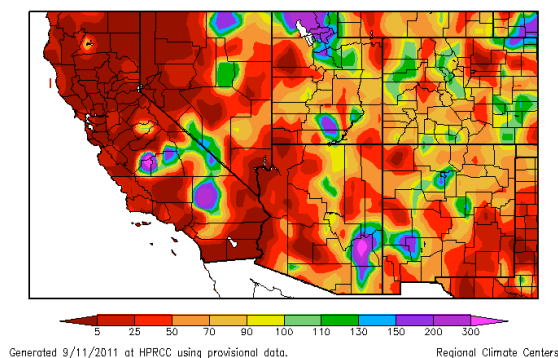 5 25 50 70 90 100 110 130 150 200 300
Generated 9/11/2011 at HPRCC using provisional data. Regional Climate Centers